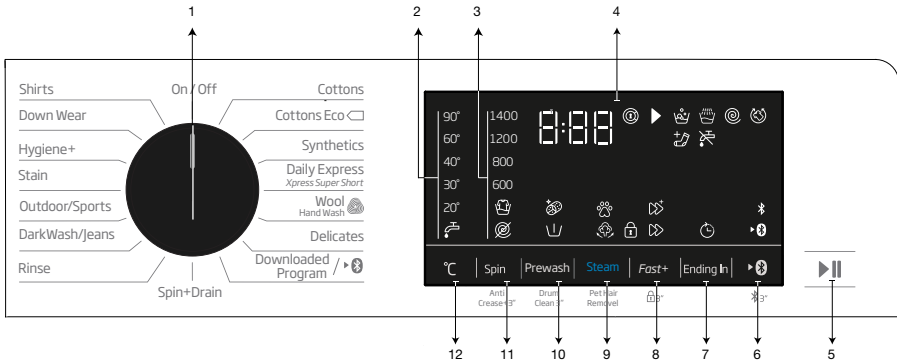 1
2
3
4
On / Off
Shirts
Down Wear
Hygiene+
Stain
Outdoor/Sports
DarkWash/Jeans
Rinse
Spin+Drain
Cottons
Cottons Eco
Synthetics
Daily Express
Xpress Super Short
Wool
Hand Wash
Delicates
Downloaded
Program /
90°
60°
40°
30°
20°
1400
1200
800
600
8:88
°C
Spin
Prewash
Steam
Fast+
Ending In
Anti
Crease+3"
Drum
Clean 3"
Pet Hair
Removel
3"
3"
12
11
10
9
8
7
6
5